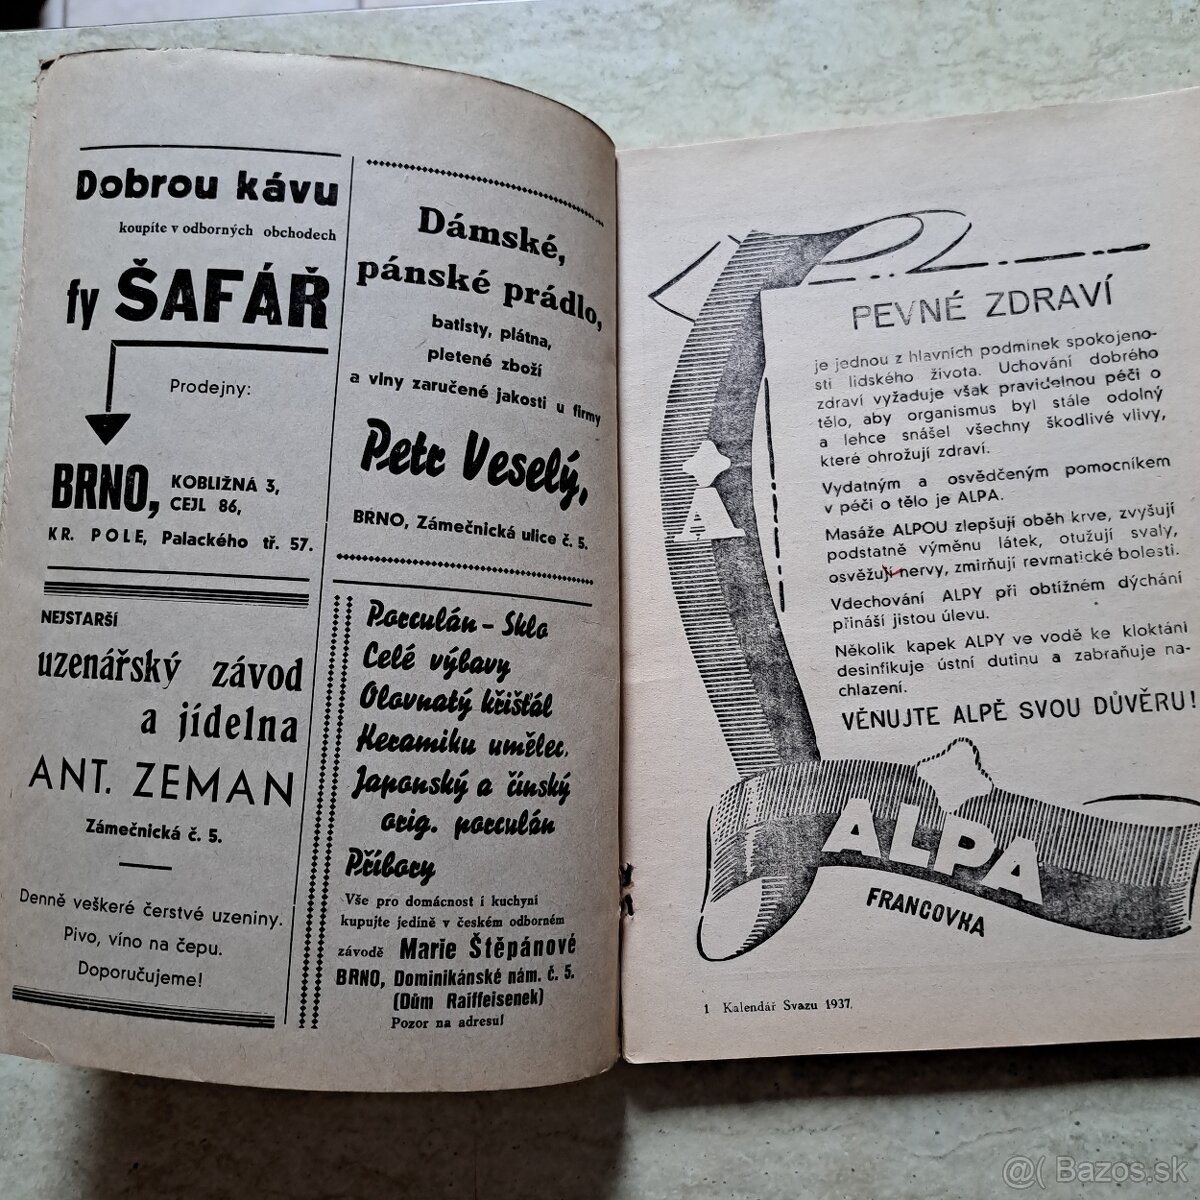 Dobrou kávu
koupíte v odborných obchodech
fy ŠAFÁŘ
Prodejny:
BRNO, KOBLIŽNÁ 3,
CEJL 86,
KR. POLE, Palackého tř. 57.
NEJSTARŠÍ
uzenářský závod
a jídelna
ANT. ZEMAN
Zámečnická č. 5.
Denně veškeré čerstvé uzeniny.
Pivo, víno na čepu.
Doporučujeme!
Dámské,
pánské prádlo,
batisty, plátna,
pletené zboží
a vlny zaručené jakosti u firmy
Petr Veselý,
BRNO, Zámečnická ulice č. 5.
Porculán – Sklo
Celé výbavy
Olovnatý křišťál
Keramiku umělec.
Japonský a čínský
orig. porculán
Příbory
Vše pro domácnost i kuchyni
kupujte jedině v českém odborném
závodě Marie Štěpánové
BRNO, Dominikánské nám. č. 5.
(Dům Raiffeisenek)
Pozor na adresu!
PEVNÉ ZDRAVÍ
je jednou z hlavních podmínek spokojeno-
sti lidského života. Uchování dobrého
zdraví vyžaduje však pravidelnou péči o
tělo, aby organismus byl stále odolný
a lehce snášel všechny škodlivé vlivy,
které ohrožují zdraví.
Vydatným a osvědčeným pomocníkem
v péči o tělo je ALPA.
Masáže ALPOU zlepšují oběh krve, zvyšují
podstatně výměnu látek, otužují svaly,
osvěžují nervy, zmirňují revmatické bolesti.
Vdechování ALPY při obtížném dýchání
přináší jistou úlevu.
Několik kapek ALPY ve vodě ke kloktání
desinfikuje ústní dutinu a zabraňuje na-
chlazení.
VĚNUJTE ALPĚ SVOU DŮVĚRU!
A
ALPA
FRANCOVKA
1 Kalendář Svazu 1937.
@( Bazos.sk